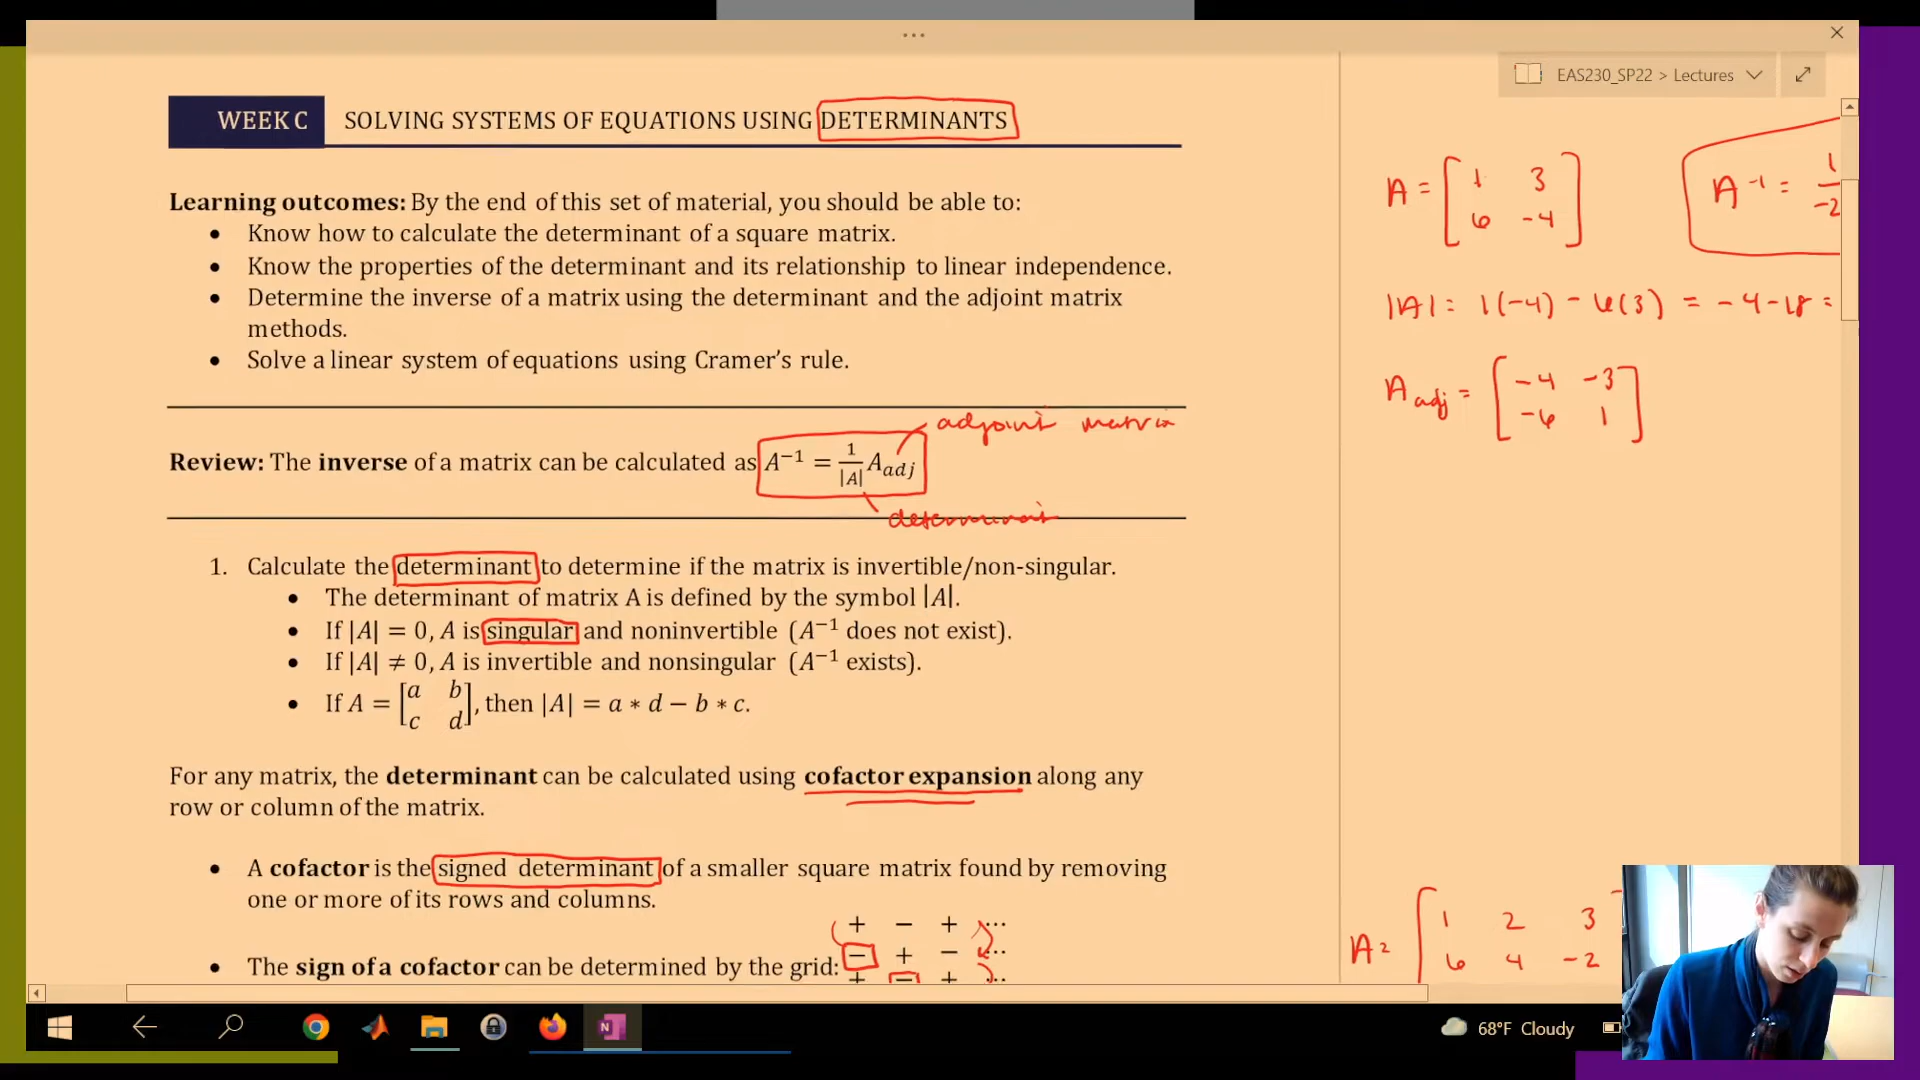 EAS230_SP22 > Lectures
WEEK C SOLVING SYSTEMS OF EQUATIONS USING DETERMINANTS
Learning outcomes: By the end of this set of material, you should be able to:
• Know how to calculate the determinant of a square matrix.
• Know the properties of the determinant and its relationship to linear independence.
• Determine the inverse of a matrix using the determinant and the adjoint matrix
methods.
• Solve a linear system of equations using Cramer's rule.
adjoint matrix
Review: The inverse of a matrix can be calculated as A⁻¹ = 1/|A| A_adj
determinant
1. Calculate the determinant to determine if the matrix is invertible/non-singular.
• The determinant of matrix A is defined by the symbol |A|.
• If |A| = 0, A is singular and noninvertible (A⁻¹ does not exist).
• If |A| ≠ 0, A is invertible and nonsingular (A⁻¹ exists).
• If A = [a b
c d], then |A| = a ∗ d − b ∗ c.
For any matrix, the determinant can be calculated using cofactor expansion along any
row or column of the matrix.
• A cofactor is the signed determinant of a smaller square matrix found by removing
one or more of its rows and columns.
+ − + ⋯
− + − ⋯
• The sign of a cofactor can be determined by the grid: + − + ⋯
A = [1 3
6 -4]
A⁻¹ = 1/-2
|A| = 1(-4) - 6(3) = -4-18 =
A adj = [-4 -3
-6 1]
A = [1 2 3
6 4 -2
68°F Cloudy